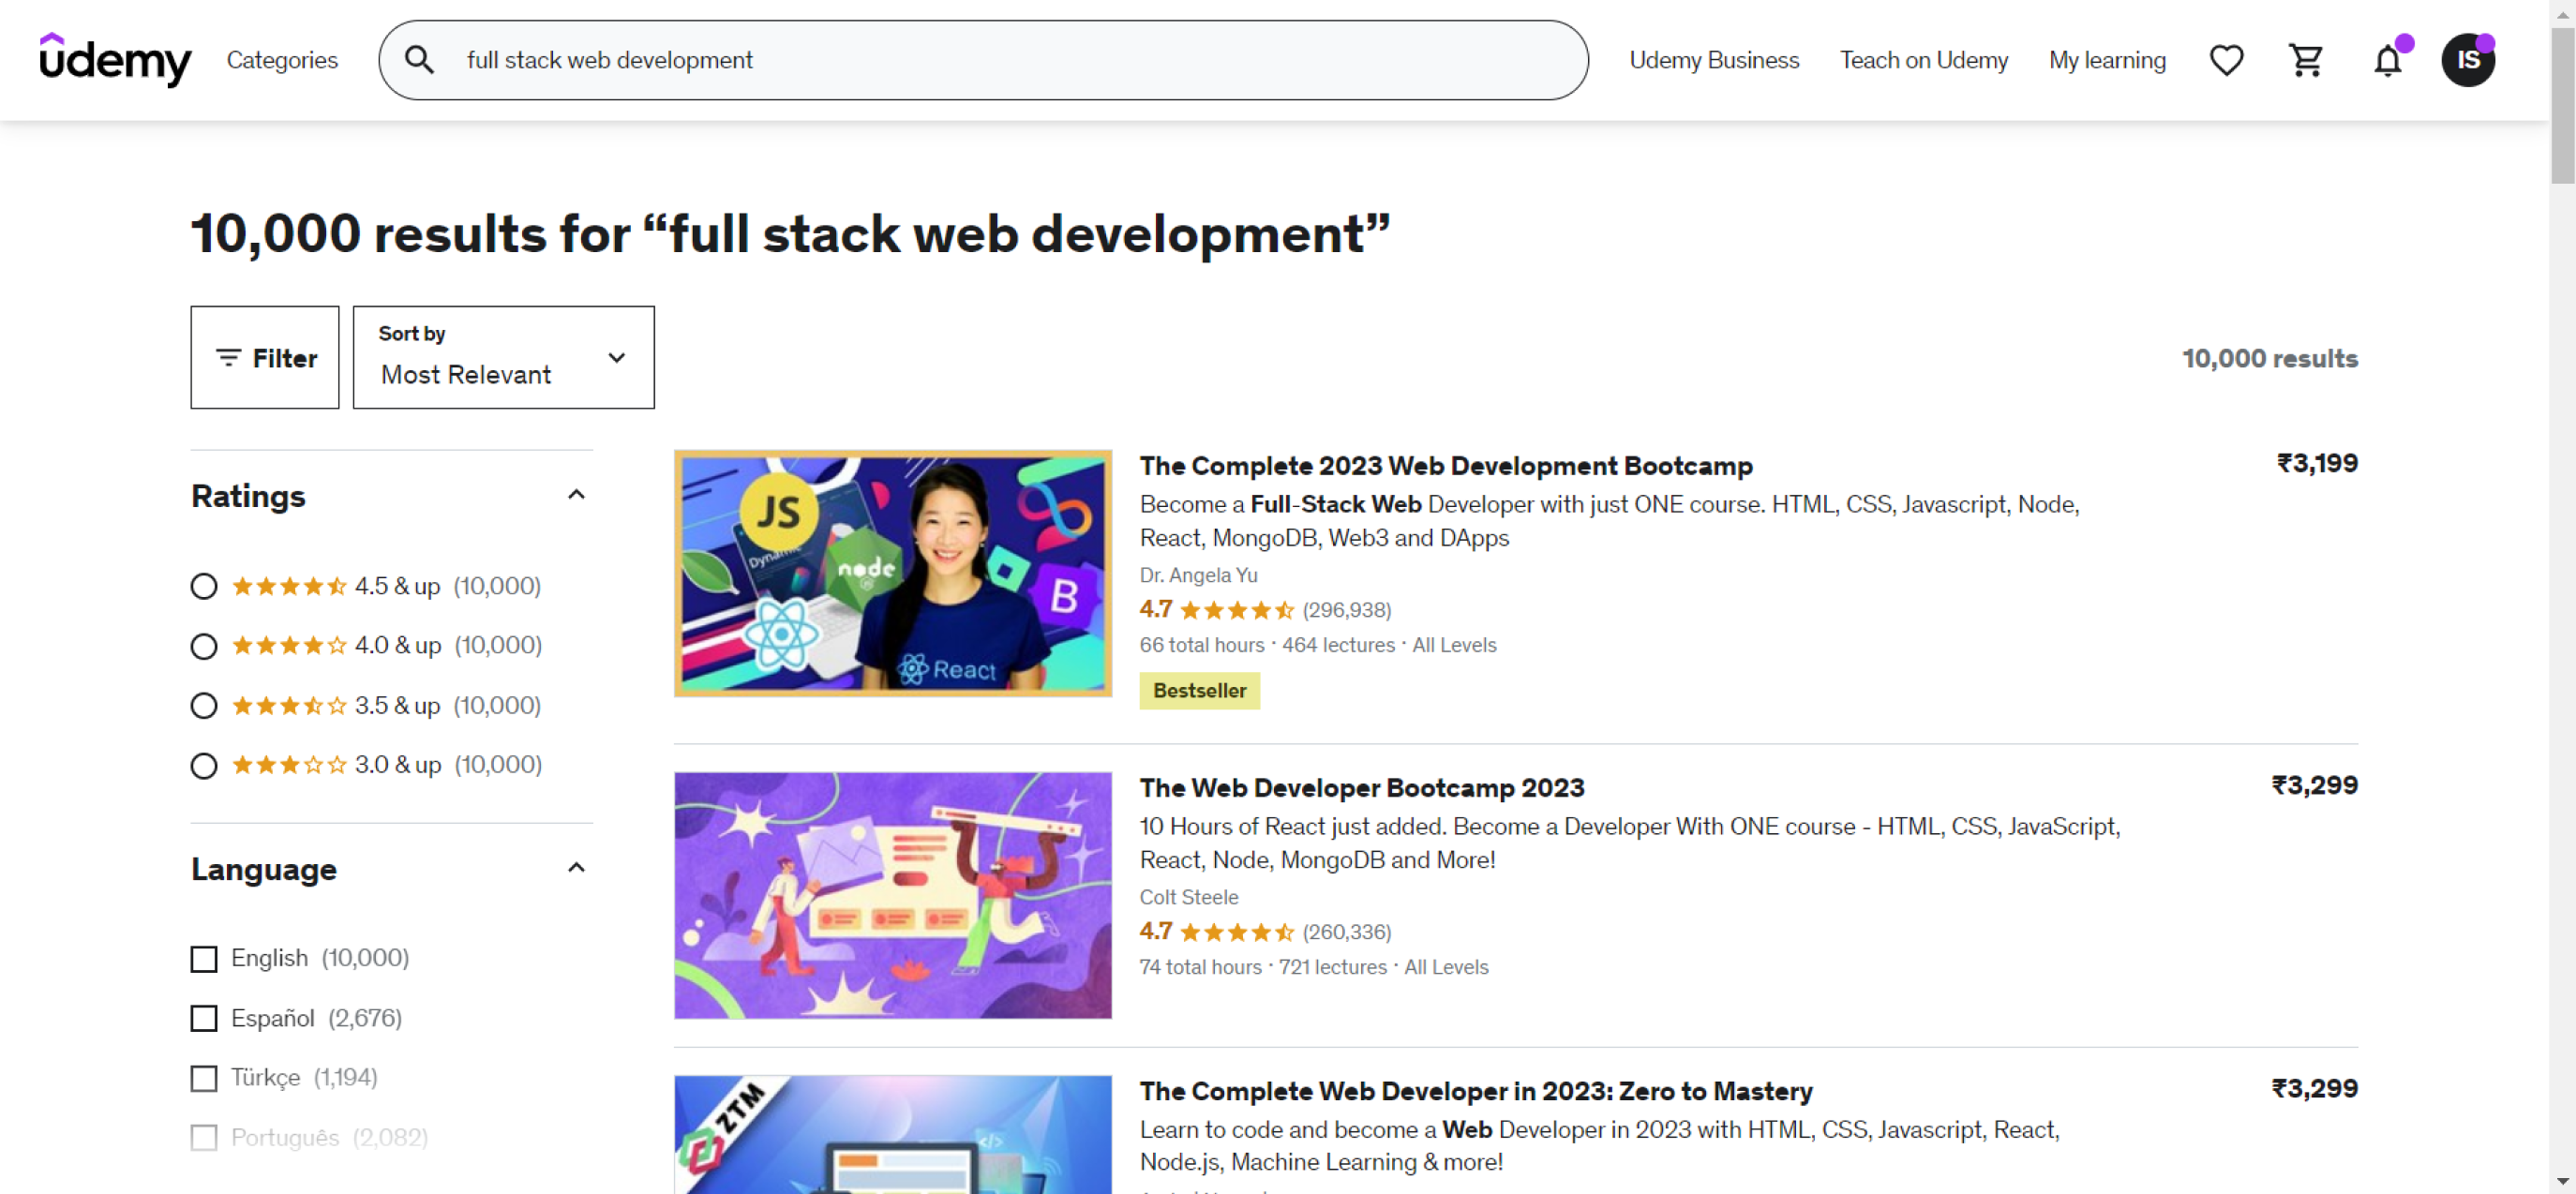 udemy
Categories
full stack web development
Udemy Business
Teach on Udemy
My learning
IS
10,000 results for “full stack web development”
Filter
Sort by
Most Relevant
10,000 results
Ratings
4.5 & up (10,000)
4.0 & up (10,000)
3.5 & up (10,000)
3.0 & up (10,000)
Language
English (10,000)
Español (2,676)
Türkçe (1,194)
Português (2,082)
JS
Dynamic
node
JS
B
React
The Complete 2023 Web Development Bootcamp
₹3,199
Become a Full-Stack Web Developer with just ONE course. HTML, CSS, Javascript, Node,
React, MongoDB, Web3 and DApps
Dr. Angela Yu
4.7 (296,938)
66 total hours · 464 lectures · All Levels
Bestseller
The Web Developer Bootcamp 2023
₹3,299
10 Hours of React just added. Become a Developer With ONE course - HTML, CSS, JavaScript,
React, Node, MongoDB and More!
Colt Steele
4.7 (260,336)
74 total hours · 721 lectures · All Levels
ZTM
</>
The Complete Web Developer in 2023: Zero to Mastery
₹3,299
Learn to code and become a Web Developer in 2023 with HTML, CSS, Javascript, React,
Node.js, Machine Learning & more!